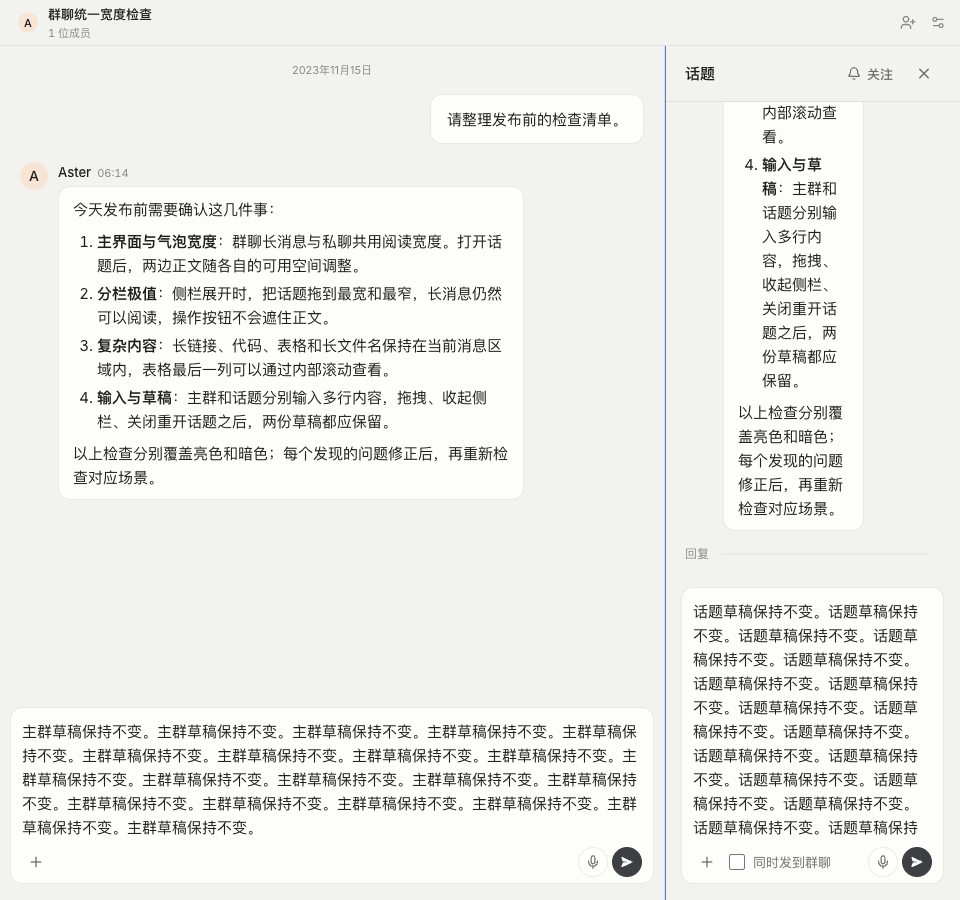 A
群聊统一宽度检查
1 位成员
2023年11月15日
请整理发布前的检查清单。
A
Aster 06:14
今天发布前需要确认这几件事：
1. 主界面与气泡宽度：群聊长消息与私聊共用阅读宽度。打开话
题后，两边正文随各自的可用空间调整。
2. 分栏极值：侧栏展开时，把话题拖到最宽和最窄，长消息仍然
可以阅读，操作按钮不会遮住正文。
3. 复杂内容：长链接、代码、表格和长文件名保持在当前消息区
域内，表格最后一列可以通过内部滚动查看。
4. 输入与草稿：主群和话题分别输入多行内容，拖拽、收起侧
栏、关闭重开话题之后，两份草稿都应保留。
以上检查分别覆盖亮色和暗色；每个发现的问题修正后，再重新检
查对应场景。
主群草稿保持不变。主群草稿保持不变。主群草稿保持不变。主群草稿保持不变。主群草稿保
持不变。主群草稿保持不变。主群草稿保持不变。主群草稿保持不变。主群草稿保持不变。主
群草稿保持不变。主群草稿保持不变。主群草稿保持不变。主群草稿保持不变。主群草稿保持
不变。主群草稿保持不变。主群草稿保持不变。主群草稿保持不变。主群草稿保持不变。主群
草稿保持不变。主群草稿保持不变。
话题
关注
内部滚动查
看。
4. 输入与草
稿：主群和
话题分别输
入多行内
容，拖拽、
收起侧栏、
关闭重开话
题之后，两
份草稿都应
保留。
以上检查分别覆
盖亮色和暗色；
每个发现的问题
修正后，再重新
检查对应场景。
回复
话题草稿保持不变。话题草稿保持
不变。话题草稿保持不变。话题草
稿保持不变。话题草稿保持不变。
话题草稿保持不变。话题草稿保持
不变。话题草稿保持不变。话题草
稿保持不变。话题草稿保持不变。
话题草稿保持不变。话题草稿保持
不变。话题草稿保持不变。话题草
稿保持不变。话题草稿保持不变。
话题草稿保持不变。话题草稿保持
同时发到群聊